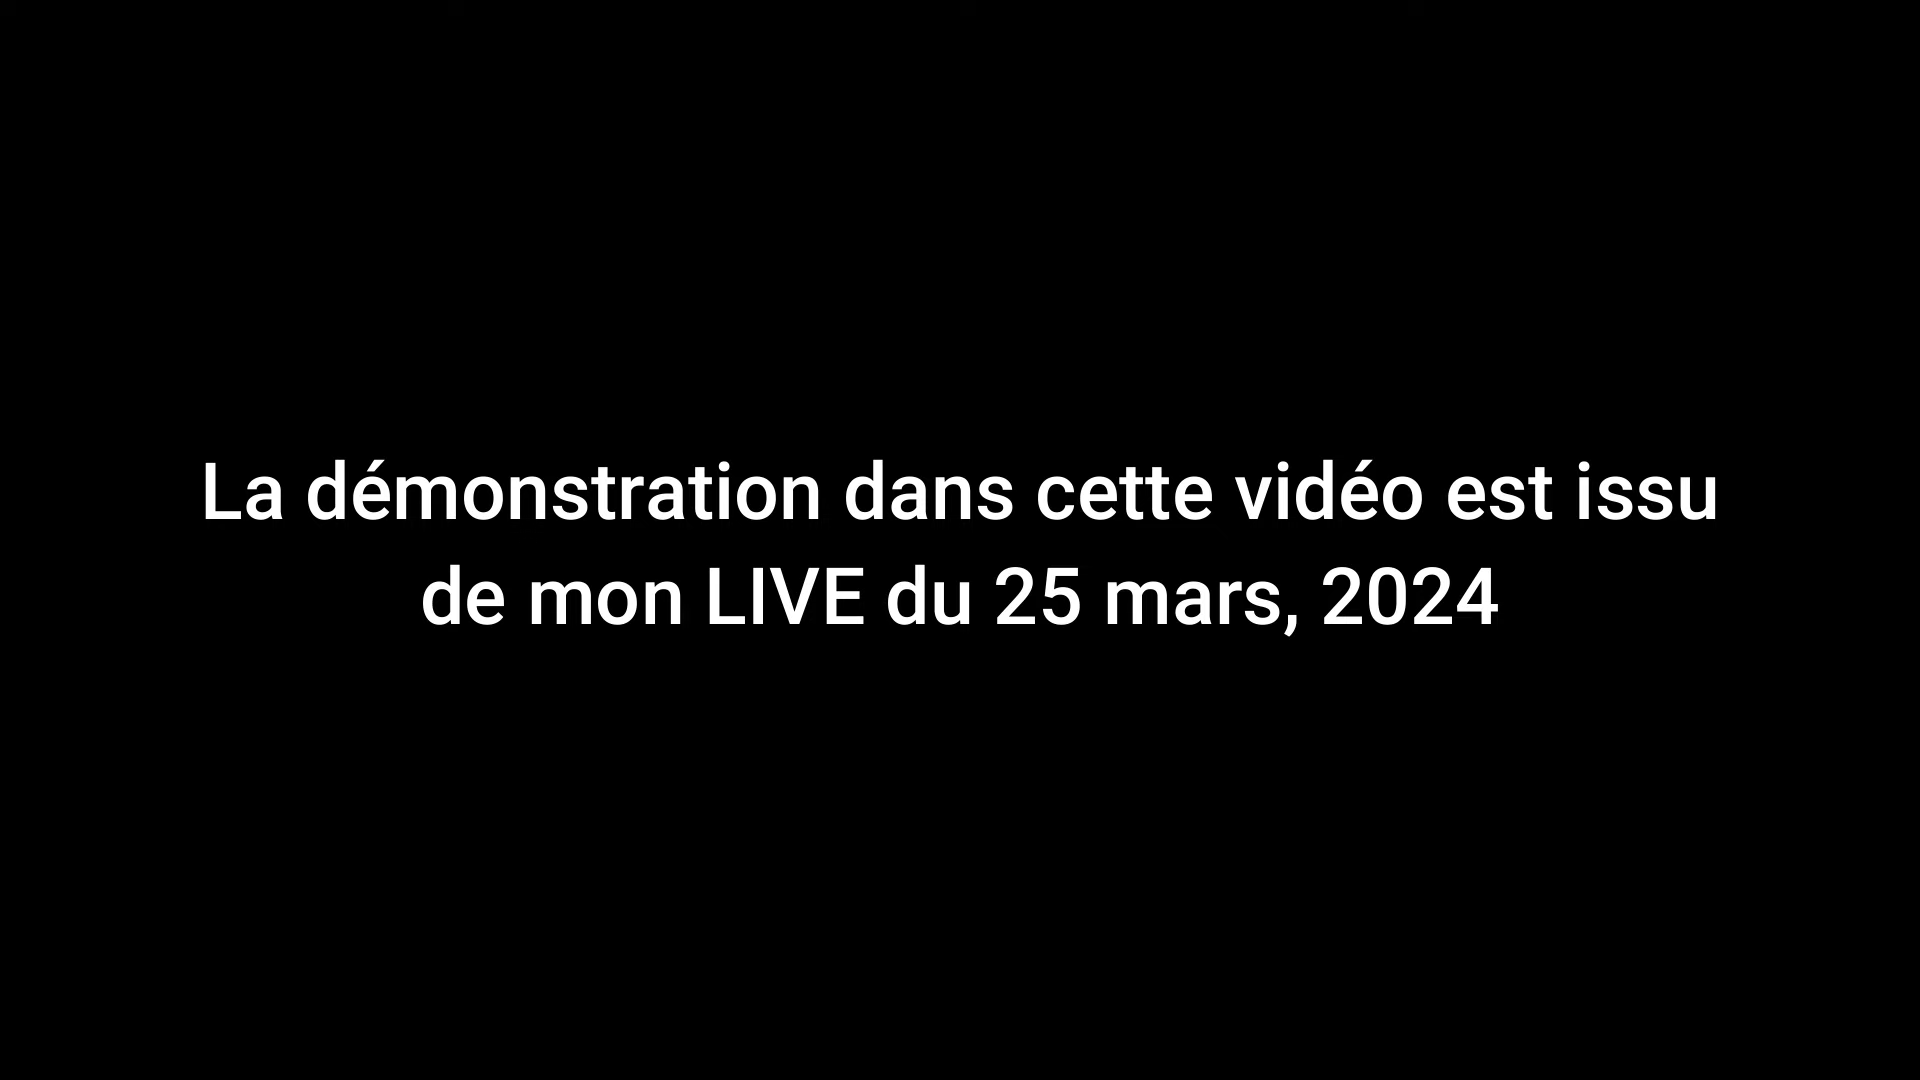 La démonstration dans cette vidéo est issu
de mon LIVE du 25 mars, 2024